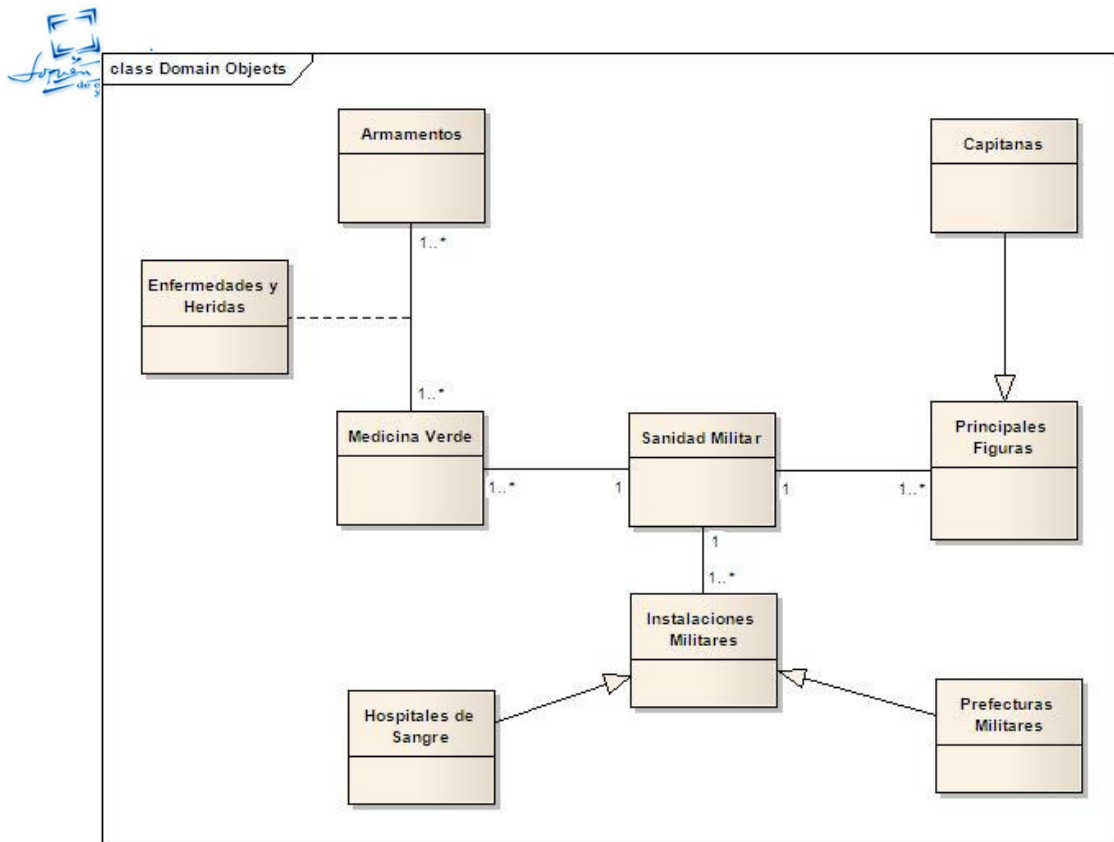 class Domain Objects
Armamentos
Capitanas
1..*
Enfermedades y
Heridas
1..*
Medicina Verde
Sanidad Militar
Principales
Figuras
1..*
1
1
1..*
1
1..*
Instalaciones
Militares
Hospitales de
Sangre
Prefecturas
Militares